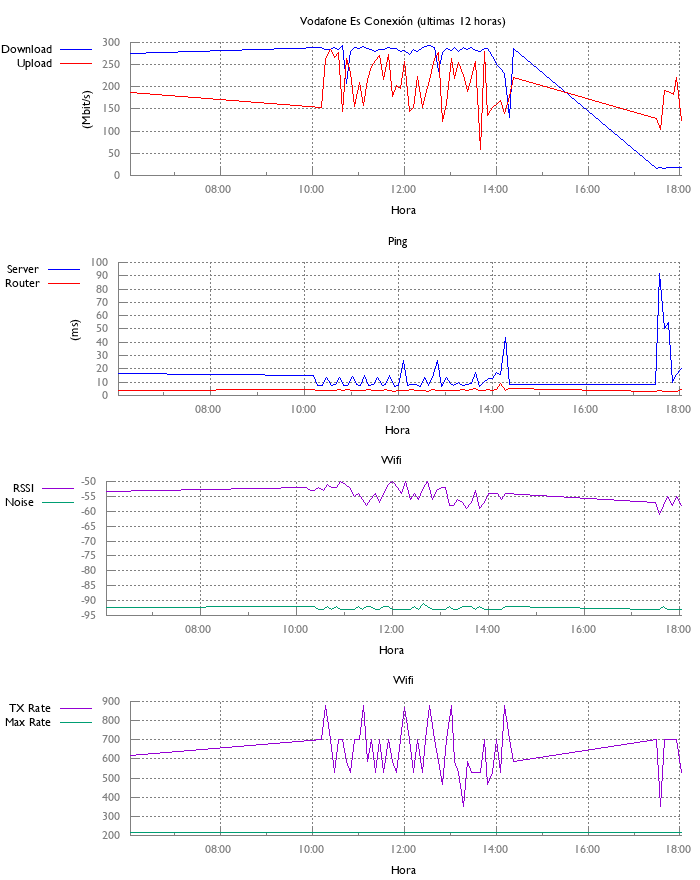 Vodafone Es Conexión (ultimas 12 horas)
Download
Upload
300
250
200
150
100
50
0
(Mbit/s)
08:00 10:00 12:00 14:00 16:00 18:00
Hora
Ping
Server
Router
100
90
80
70
60
50
40
30
20
10
0
(ms)
08:00 10:00 12:00 14:00 16:00 18:00
Hora
Wifi
RSSI
Noise
-50
-55
-60
-65
-70
-75
-80
-85
-90
-95
08:00 10:00 12:00 14:00 16:00 18:00
Hora
Wifi
TX Rate
Max Rate
900
800
700
600
500
400
300
200
08:00 10:00 12:00 14:00 16:00 18:00
Hora